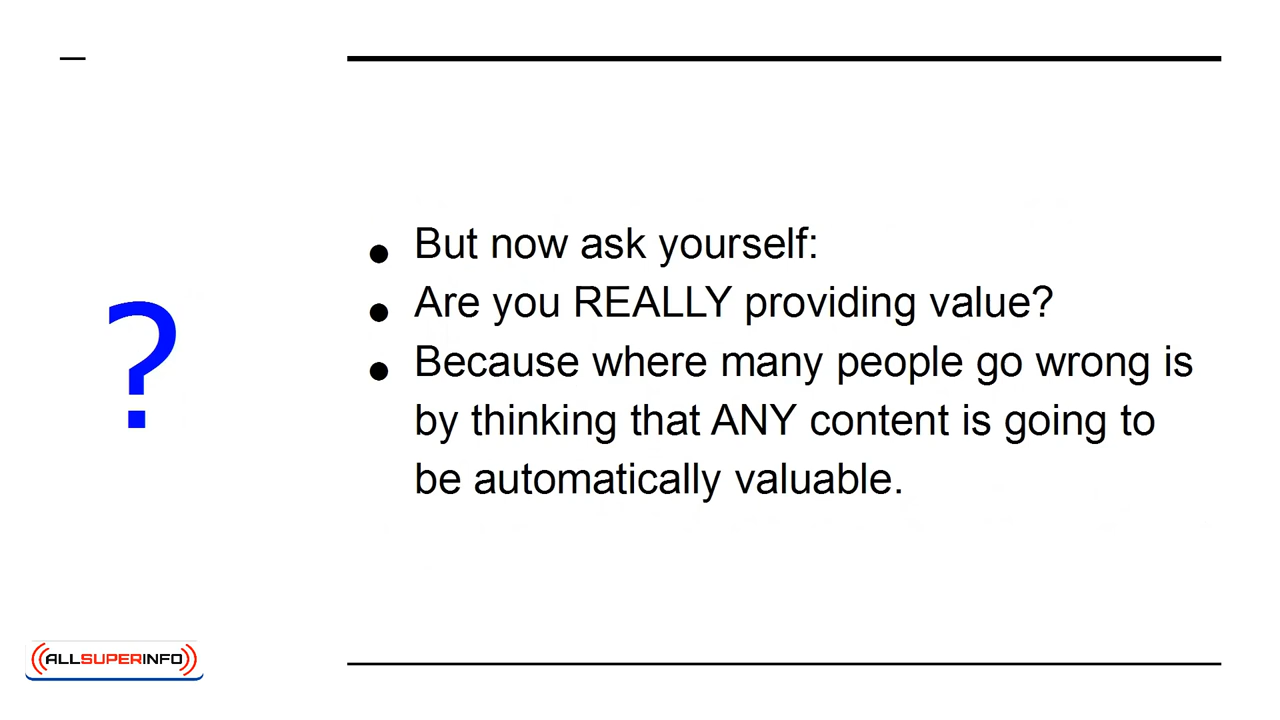 But now ask yourself:
Are you REALLY providing value?
Because where many people go wrong is
by thinking that ANY content is going to
be automatically valuable.
?
ALLSUPERINFO